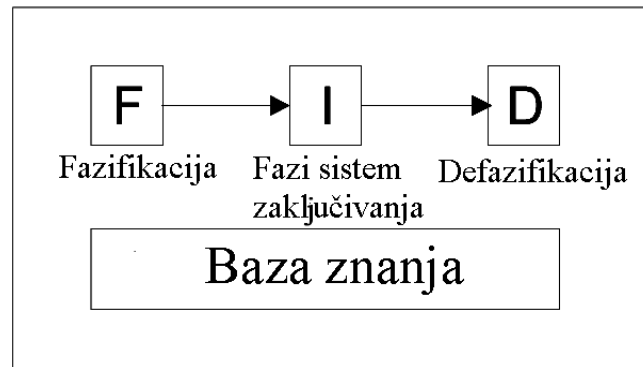 F I D
Fazifikacija Fazi sistem Defazifikacija
zaključivanja
Baza znanja